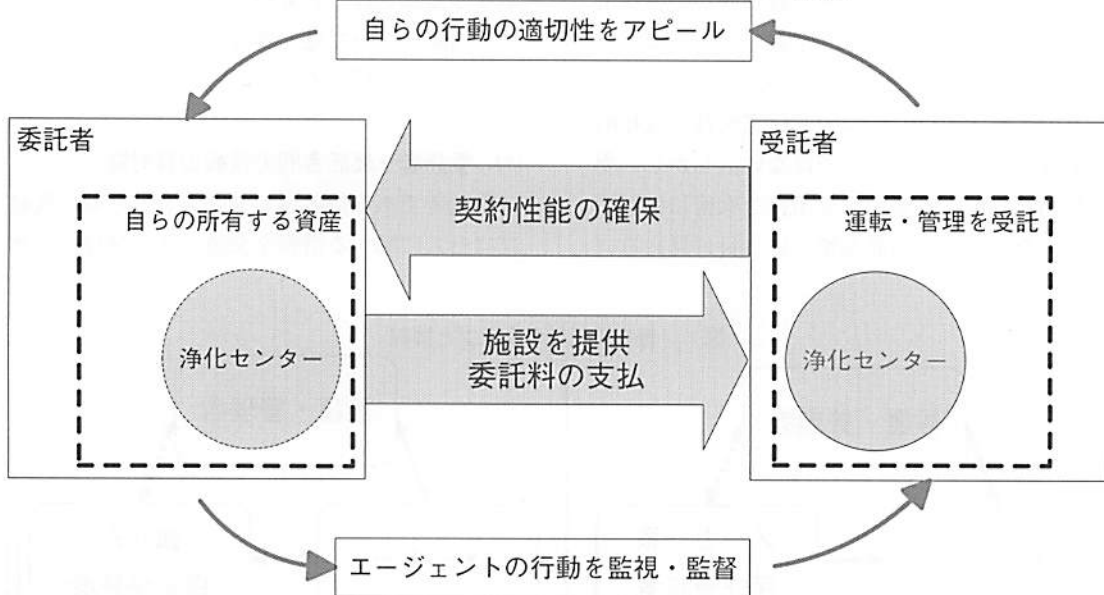 自らの行動の適切性をアピール
委託者
受託者
自らの所有する資産
契約性能の確保
運転・管理を受託
浄化センター
施設を提供
委託料の支払
浄化センター
エージェントの行動を監視・監督